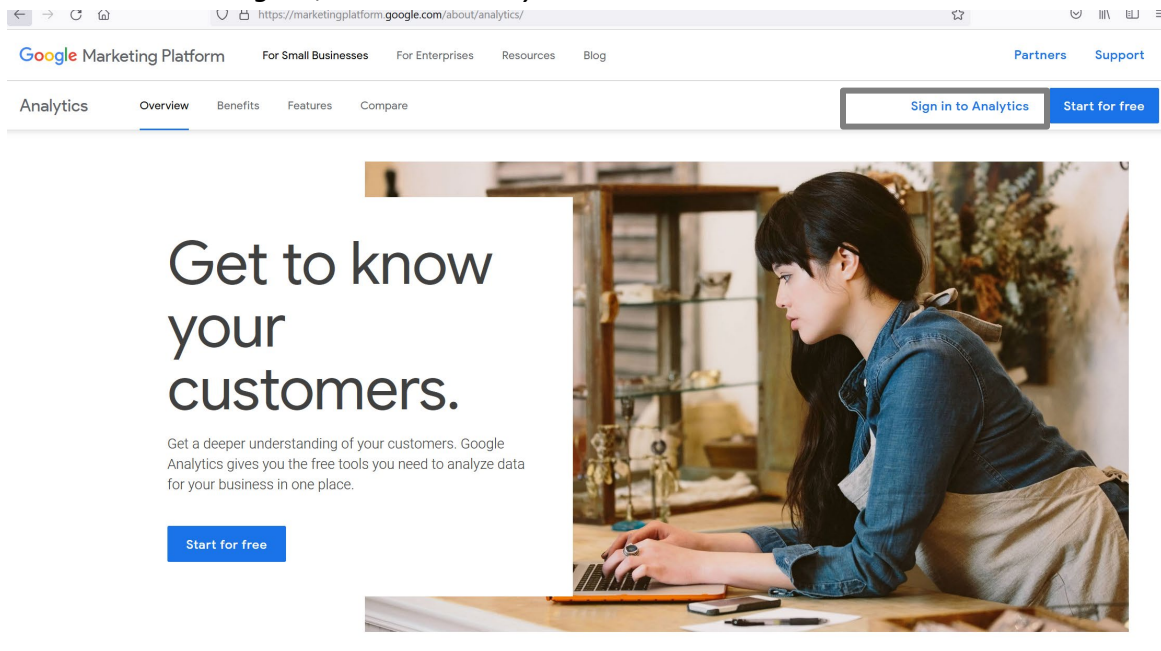 https://marketingplatform.google.com/about/analytics/
Google Marketing Platform For Small Businesses For Enterprises Resources Blog Partners Support
Analytics Overview Benefits Features Compare Sign in to Analytics Start for free
Get to know
your
customers.
Get a deeper understanding of your customers. Google
Analytics gives you the free tools you need to analyze data
for your business in one place.
Start for free